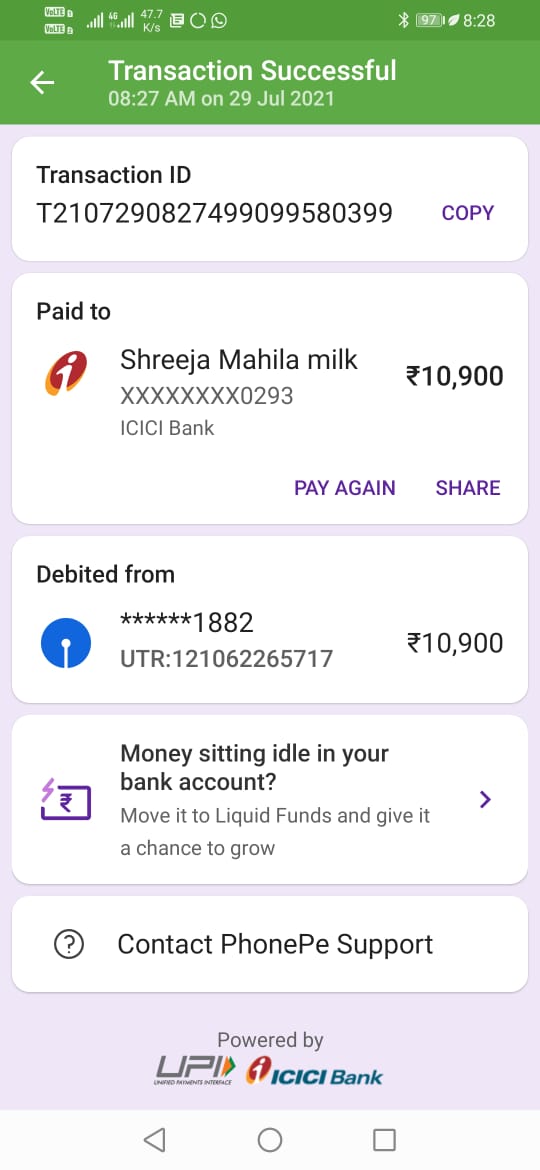 VoLTE 1
VoLTE 2
4G
47.7
K/s
97
8:28
Transaction Successful
08:27 AM on 29 Jul 2021
Transaction ID
T2107290827499099580399
COPY
Paid to
Shreeja Mahila milk
₹10,900
XXXXXXXX0293
ICICI Bank
PAY AGAIN
SHARE
Debited from
******1882
₹10,900
UTR:121062265717
Money sitting idle in your
bank account?
Move it to Liquid Funds and give it
a chance to grow
Contact PhonePe Support
Powered by
UPI
UNIFIED PAYMENTS INTERFACE
ICICI Bank